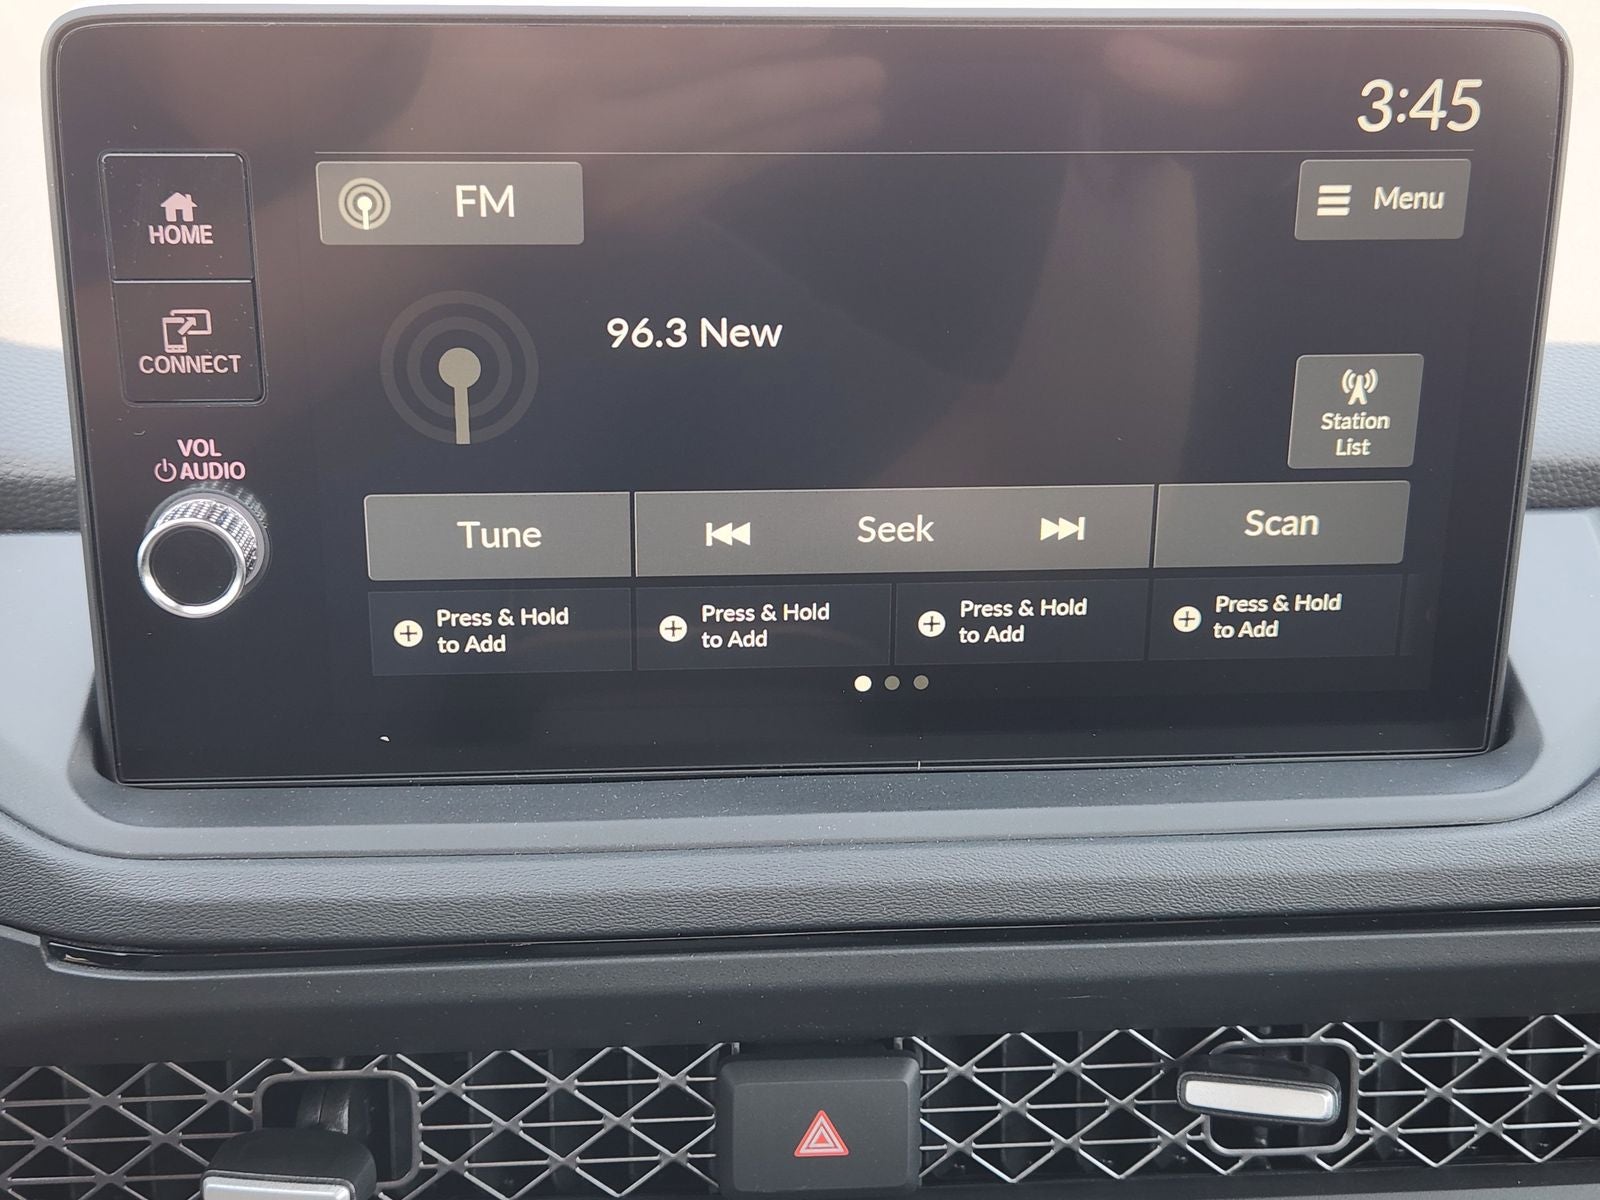 3:45
HOME
CONNECT
VOL
AUDIO
FM
Menu
96.3 New
Station
List
Tune
Seek
Scan
Press & Hold
to Add
Press & Hold
to Add
Press & Hold
to Add
Press & Hold
to Add